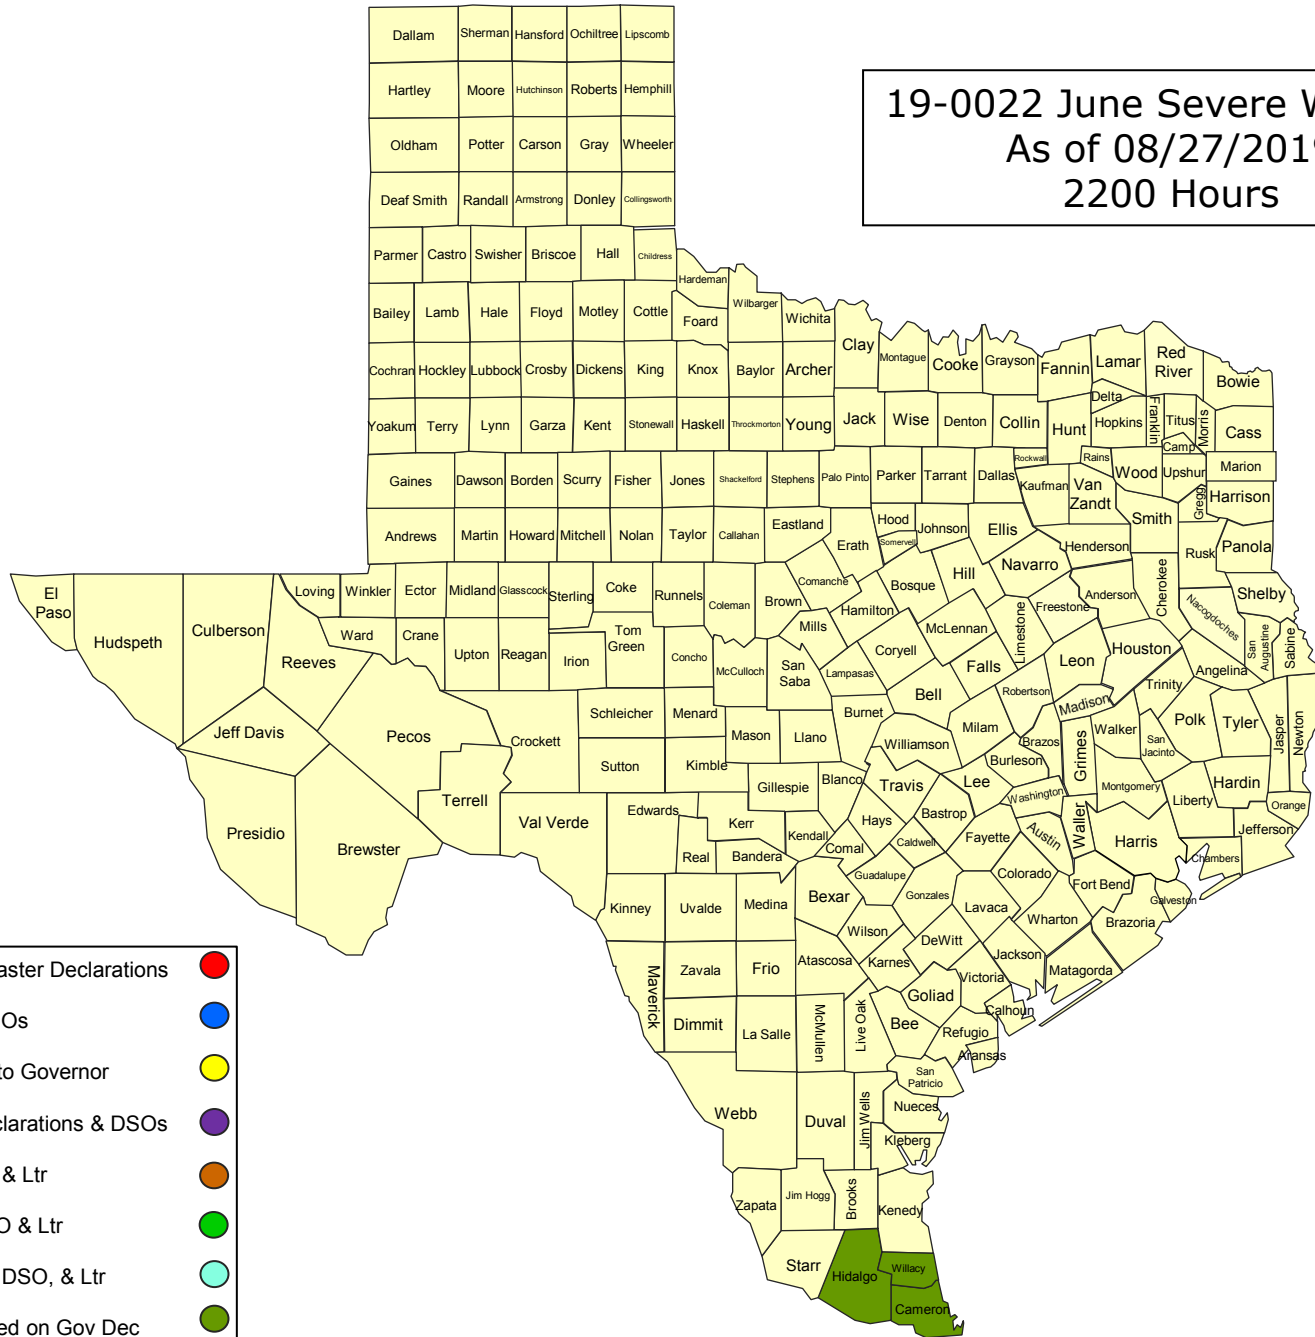 Dallam Sherman Hansford Ochiltree Lipscomb
Hartley Moore Hutchinson Roberts Hemphill
19-0022 June Severe
As of 08/27/201
2200 Hours
Oldham Potter Carson Gray Wheeler
Deaf Smith Randall Armstrong Donley Collingsworth
Parmer Castro Swisher Briscoe Hall Childress
Hardeman
Wilbarger
Bailey Lamb Hale Floyd Motley Cottle Foard Wichita
Clay Montague Cooke Grayson Fannin Lamar Red River Bowie
Cochran Hockley Lubbock Crosby Dickens King Knox Baylor Archer
Delta
Yoakum Terry Lynn Garza Kent Stonewall Haskell Throckmorton Young Jack Wise Denton Collin Hunt Hopkins Franklin Titus Morris Cass
Camp
Rockwall Rains Wood Upshur Marion
Gaines Dawson Borden Scurry Fisher Jones Shackelford Stephens Palo Pinto Parker Tarrant Dallas Kaufman Van Zandt Gregg Harrison
Smith
Andrews Martin Howard Mitchell Nolan Taylor Callahan Eastland Erath Hood Somervell Johnson Ellis Henderson Rusk Panola
El Paso Hudspeth Culberson Loving Winkler Ector Midland Glasscock Sterling Coke Runnels Coleman Brown Comanche Hamilton Bosque Hill Navarro Freestone Anderson Cherokee Nacogdoches Shelby
Reeves Ward Crane Upton Reagan Irion Tom Green Concho McCulloch San Saba Mills Lampasas Coryell McLennan Limestone Falls Leon Houston Angelina San Augustine Sabine
Jeff Davis Pecos Crockett Schleicher Menard Mason Llano Burnet Bell Milam Robertson Madison Trinity Walker San Jacinto Polk Tyler Jasper Newton
Sutton Kimble Gillespie Blanco Williamson Travis Lee Burleson Brazos Grimes Washington Montgomery Liberty Hardin Orange
Presidio Brewster Terrell Val Verde Edwards Kerr Kendall Hays Comal Caldwell Bastrop Fayette Austin Waller Harris Jefferson Chambers
Real Bandera Guadalupe Gonzales Colorado Fort Bend Galveston
Kinney Uvalde Medina Bexar Wilson Lavaca Wharton Brazoria
DeWitt Jackson Matagorda
Maverick Zavala Frio Atascosa Karnes Victoria
Goliad Calhoun
Dimmit La Salle McMullen Live Oak Bee Refugio
Aransas
San Patricio
Webb Duval Jim Wells Nueces
Kleberg
Zapata Jim Hogg Brooks Kenedy
Starr Hidalgo Willacy
Cameron
aster Declarations
Os
to Governor
clarations & DSOs
& Ltr
O & Ltr
DSO, & Ltr
ed on Gov Dec